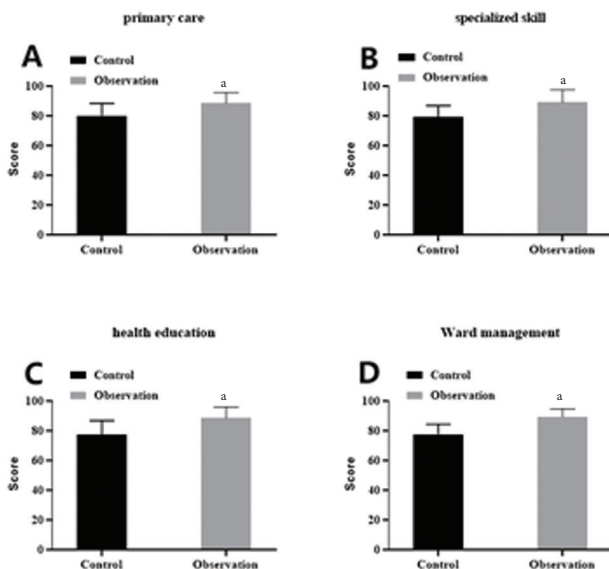 primary care
A
Control
Observation
a
100
80
60
40
20
0
Score
Control Observation
specialized skill
B
Control
Observation
a
100
80
60
40
20
0
Score
Control Observation
health education
C
Control
Observation
a
100
80
60
40
20
0
Score
Control Observation
Ward management
D
Control
Observation
a
100
80
60
40
20
0
Score
Control Observation